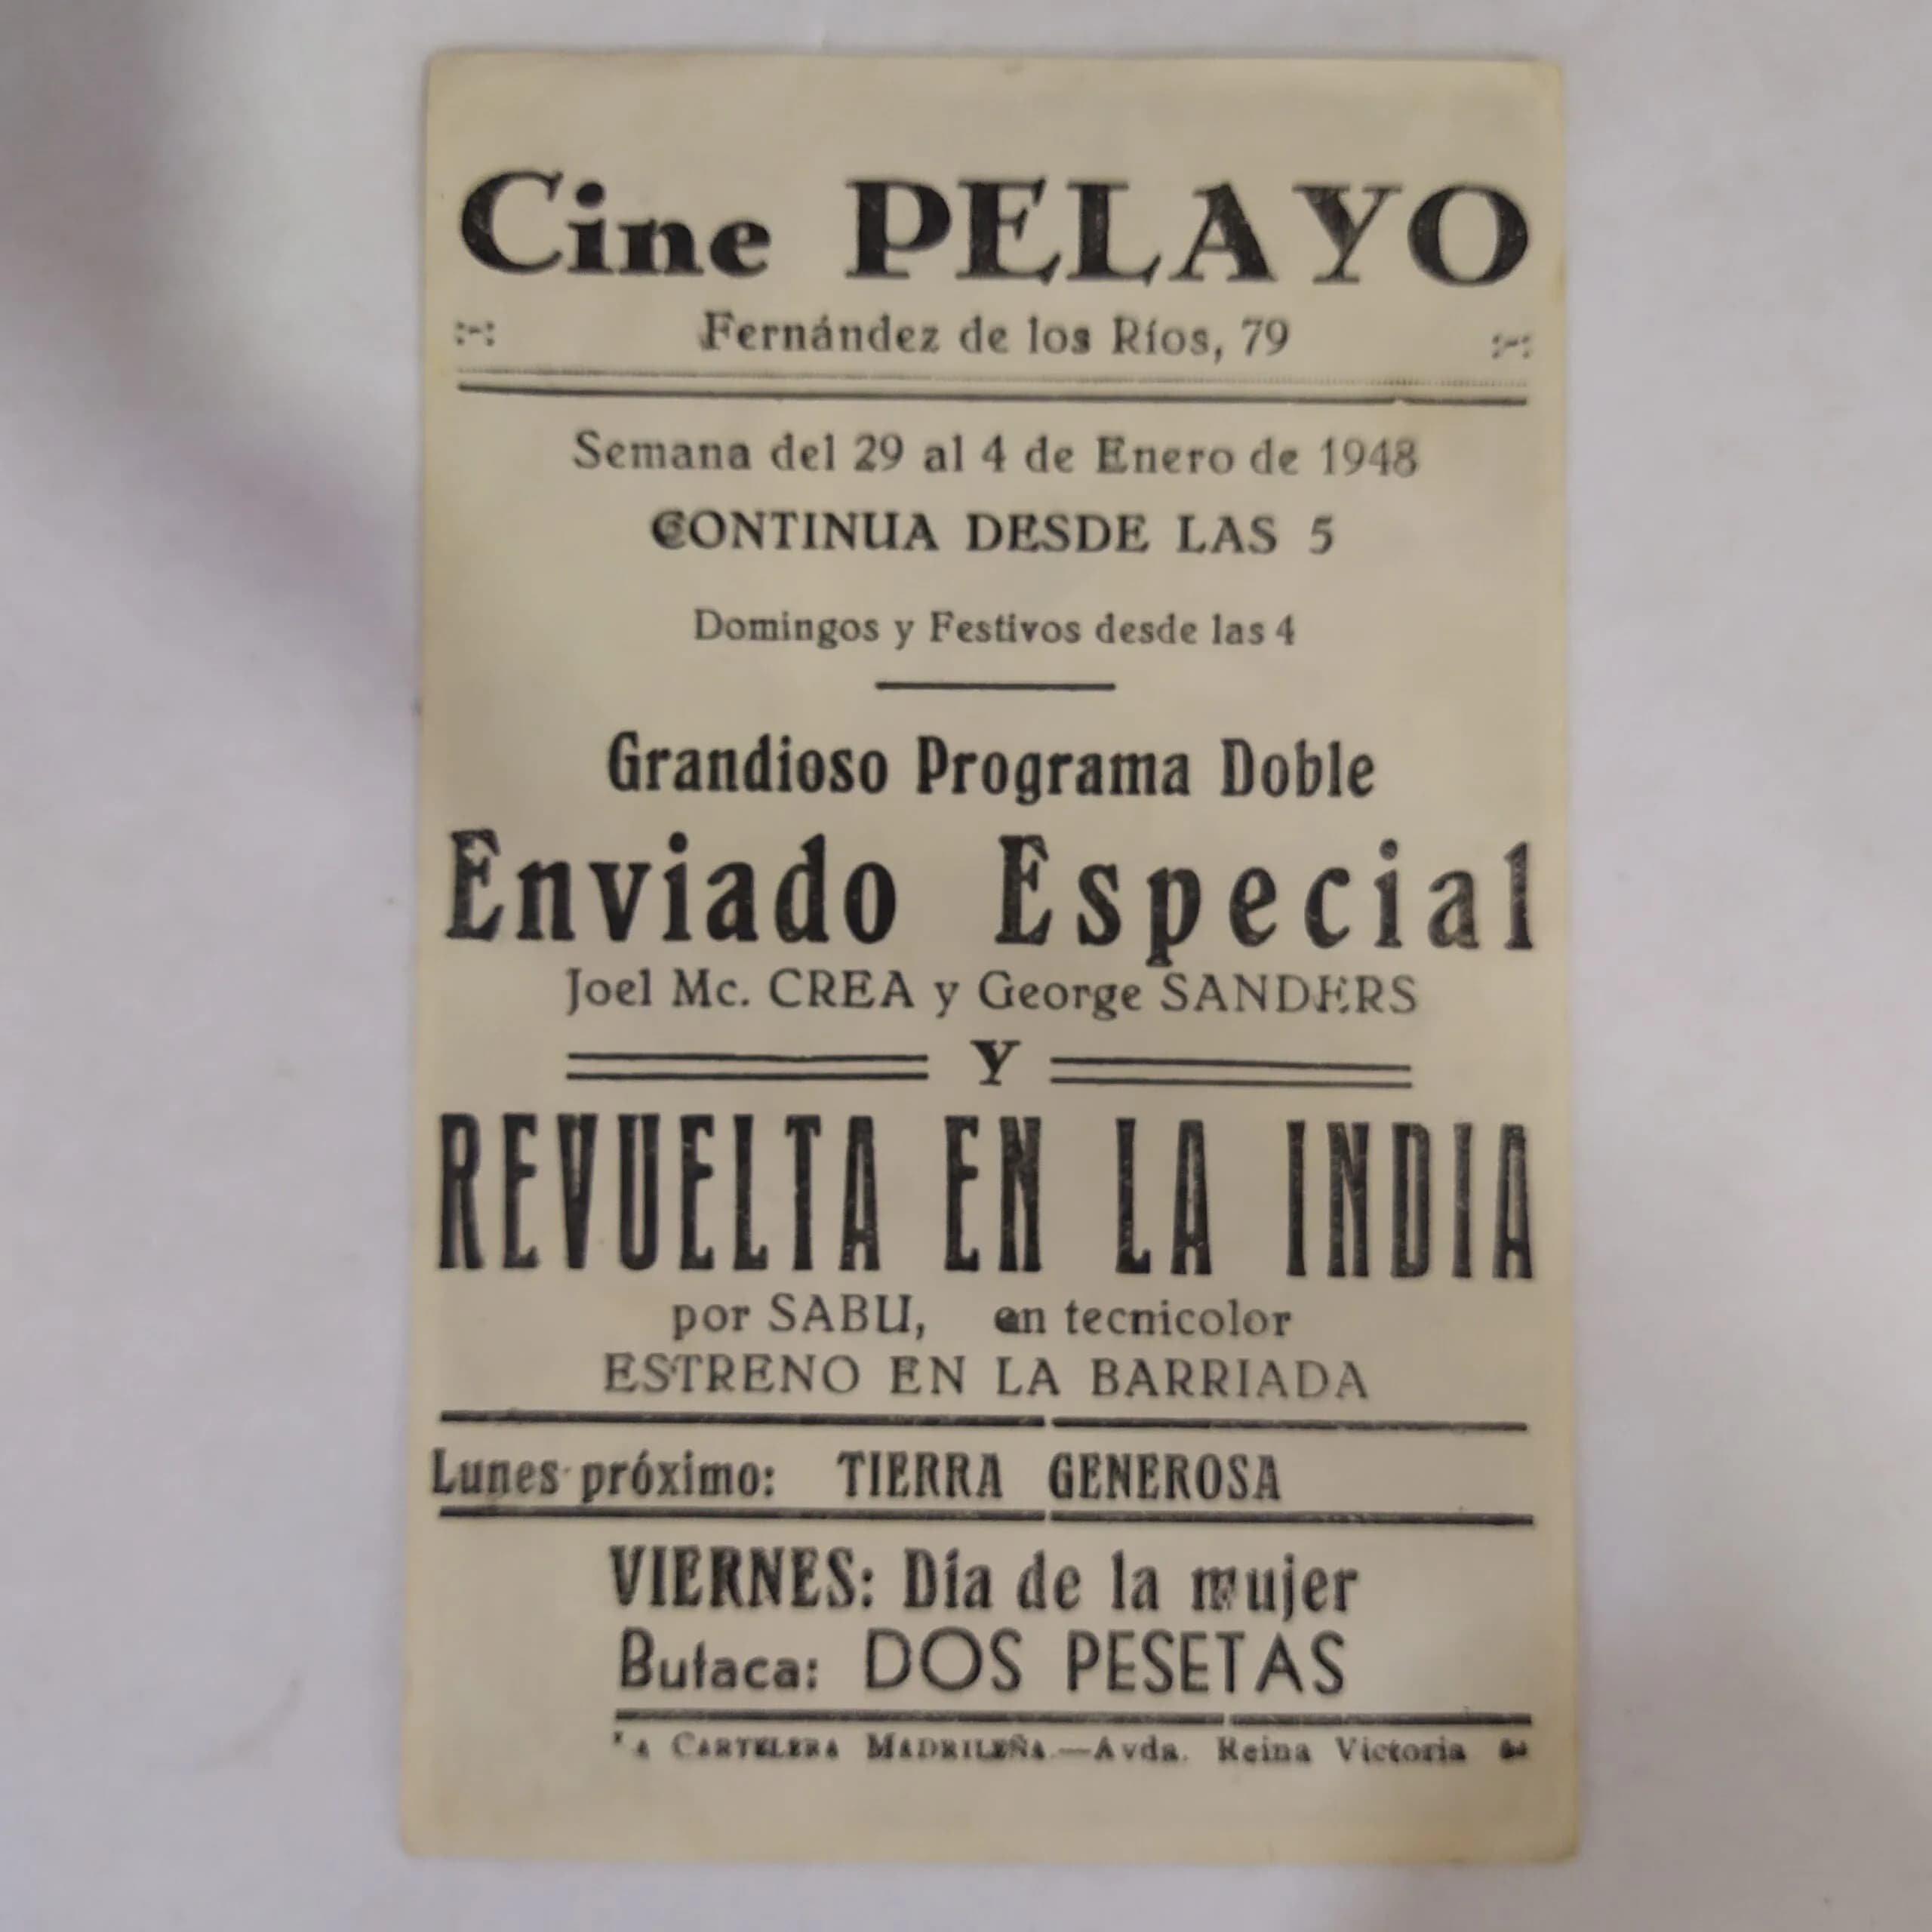 Cine PELAYO
:-: Fernández de los Ríos, 79 :-:
Semana del 29 al 4 de Enero de 1948
CONTINUA DESDE LAS 5
Domingos y Festivos desde las 4
Grandioso Programa Doble
Enviado Especial
Joel Mc. CREA y George SANDERS
Y
REVUELTA EN LA INDIA
por SABU, en tecnicolor
ESTRENO EN LA BARRIADA
Lunes próximo: TIERRA GENEROSA
VIERNES: Día de la mujer
Butaca: DOS PESETAS
CARTELERA MADRILEÑA.—Avda. Reina Victoria